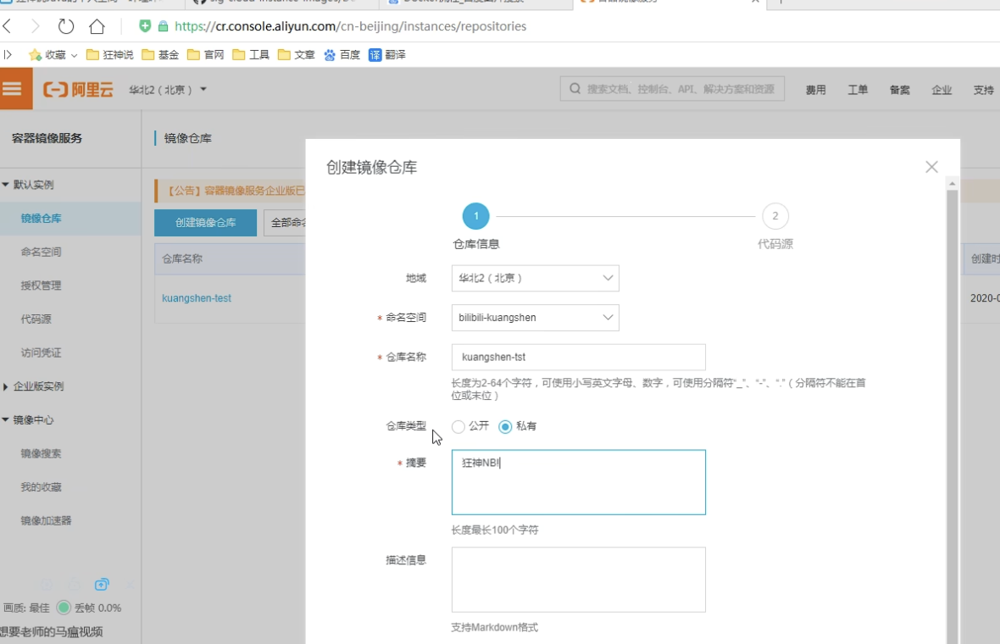 https://cr.console.aliyun.com/cn-beijing/instances/repositories
收藏 狂神说 基金 官网 工具 文章 百度 译 翻译
阿里云 华北2（北京） 搜索文档、控制台、API、解决方案和资源 费用 工单 备案 企业 支持
容器镜像服务
镜像仓库
默认实例
镜像仓库
命名空间
授权管理
代码源
访问凭证
企业版实例
镜像中心
镜像搜索
我的收藏
镜像加速器
画质: 最佳 丢帧 0.0%
想要老师的马瘟视频
【公告】容器镜像服务企业版已
创建镜像仓库 全部命
仓库名称 创建时
kuangshen-test 2020-0
创建镜像仓库
1 2
仓库信息 代码源
地域 华北2（北京）
* 命名空间 bilibili-kuangshen
* 仓库名称 kuangshen-tst
长度为2-64个字符，可使用小写英文字母、数字，可使用分隔符“_”、“-”、“.”（分隔符不能在首
位或末位）
仓库类型 公开 私有
* 摘要 狂神NB!
长度最长100个字符
描述信息
支持Markdown格式